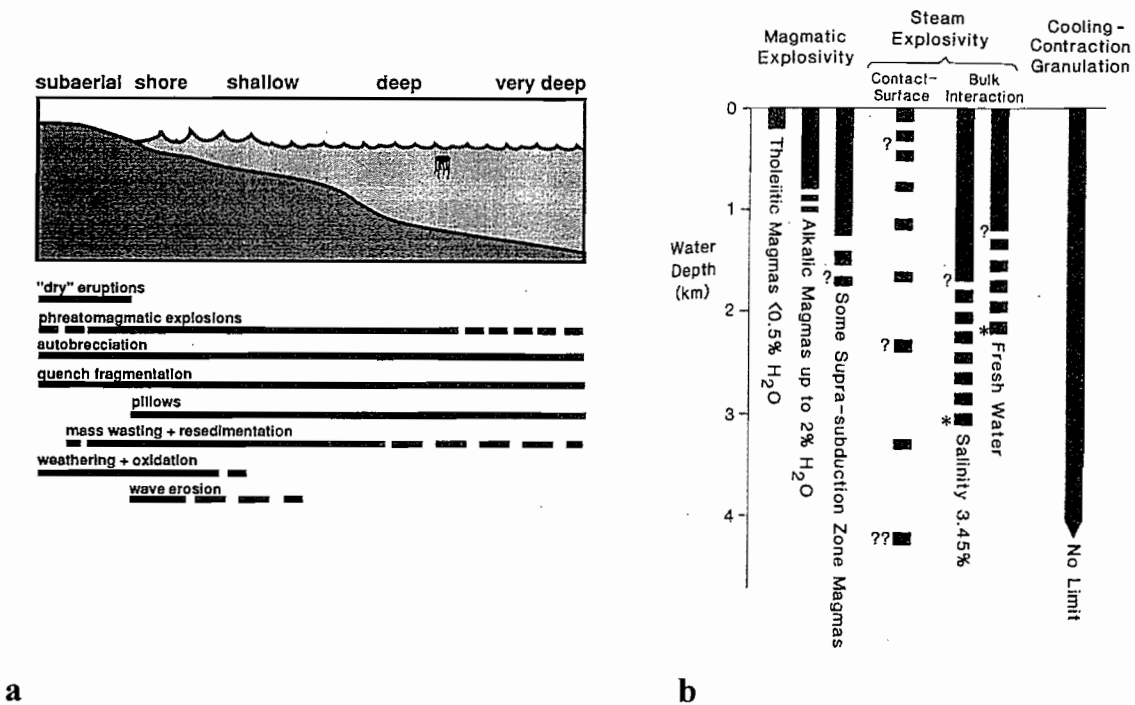 subaerial shore shallow deep very deep
"dry" eruptions
phreatomagmatic explosions
autobrecciation
quench fragmentation
pillows
mass wasting + resedimentation
weathering + oxidation
wave erosion
a
Magmatic
Explosivity
Steam
Explosivity
Contact-
Surface
Bulk
Interaction
Cooling-
Contraction
Granulation
Water
Depth
(km)
0
1
2
3
4
Tholeiitic Magmas <0.5% H2O
Alkalic Magmas up to 2% H2O
?
Some Supra-subduction Zone Magmas
?
?
??
?
*
Salinity 3.45%
?
*
Fresh Water
No Limit
b